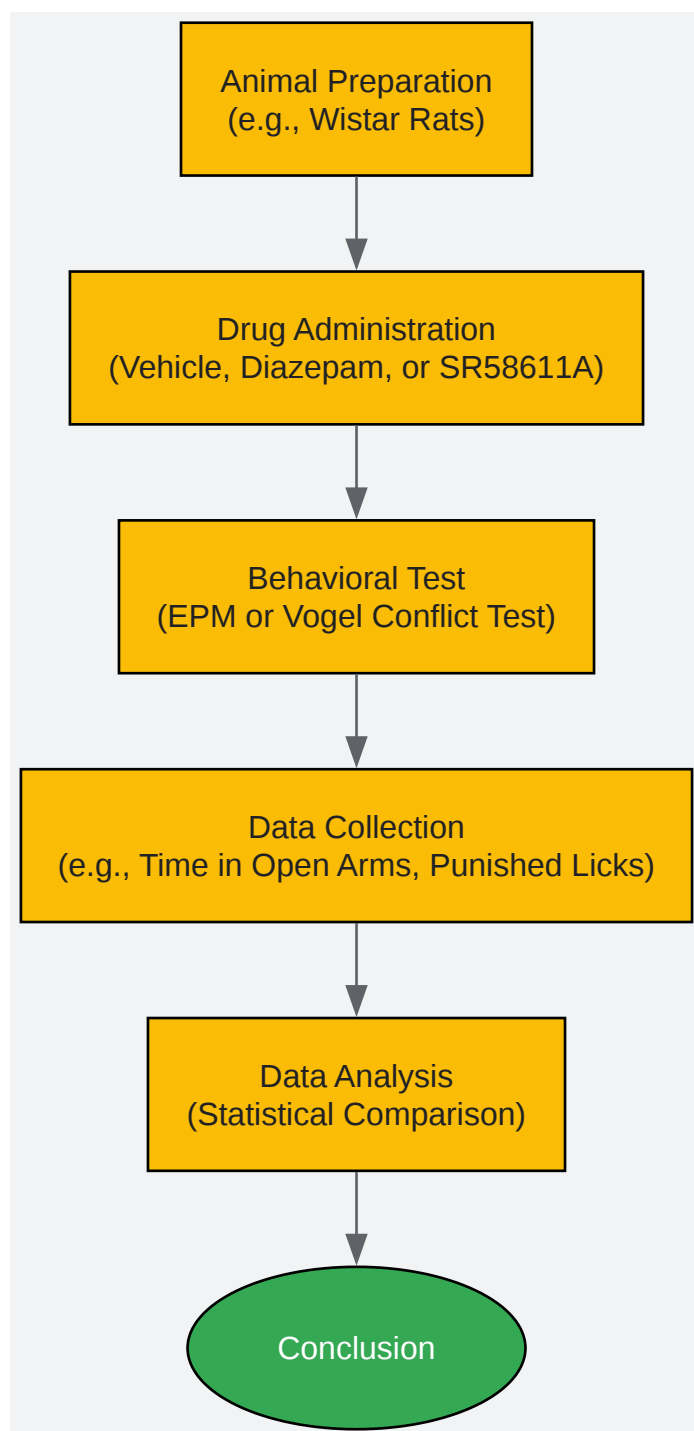 Animal Preparation
(e.g., Wistar Rats)
Drug Administration
(Vehicle, Diazepam, or SR58611A)
Behavioral Test
(EPM or Vogel Conflict Test)
Data Collection
(e.g., Time in Open Arms, Punished Licks)
Data Analysis
(Statistical Comparison)
Conclusion